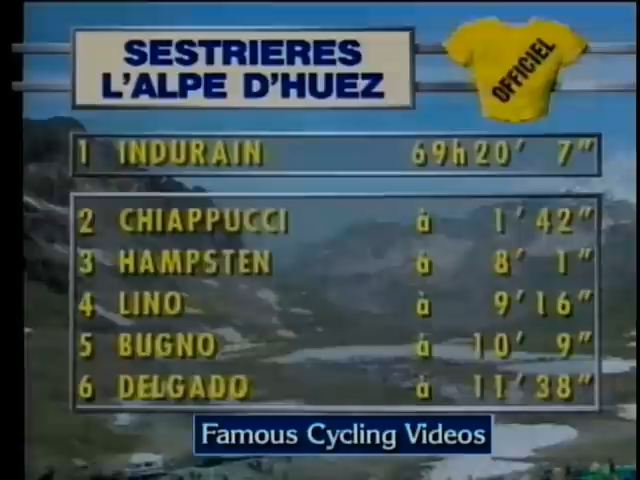 SESTRIERES
L'ALPE D'HUEZ
OFFICIEL
1 INDURAIN 69h20' 7"
2 CHIAPPUCCI à 1'42"
3 HAMPSTEN à 8' 1"
4 LINO à 9'16"
5 BUGNO à 10' 9"
6 DELGADO à 11'38"
Famous Cycling Videos